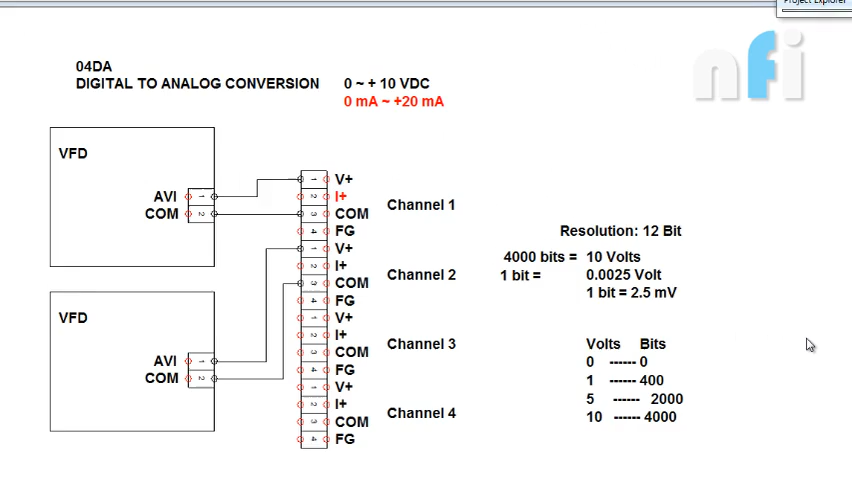 Project Explorer
nfi
04DA
DIGITAL TO ANALOG CONVERSION
0 ~ + 10 VDC
0 mA ~ +20 mA
VFD
AVI 1
COM 2
1 V+
2 I+
3 COM
4 FG
Channel 1
1 V+
2 I+
3 COM
4 FG
Channel 2
VFD
AVI 1
COM 2
1 V+
2 I+
3 COM
4 FG
Channel 3
1 V+
2 I+
3 COM
4 FG
Channel 4
Resolution: 12 Bit
4000 bits = 10 Volts
1 bit = 0.0025 Volt
1 bit = 2.5 mV
Volts Bits
0 ------ 0
1 ------ 400
5 ------ 2000
10 ------ 4000